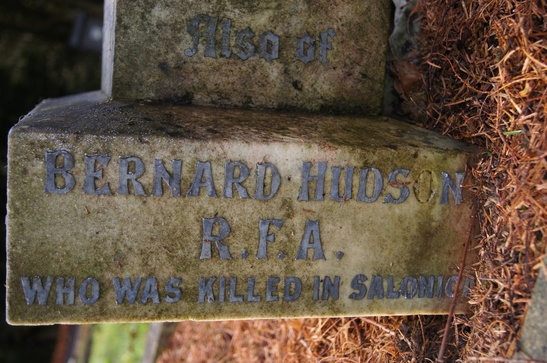 Also of
BERNARD HUDSON
R.F.A.
WHO WAS KILLED IN SALONICA